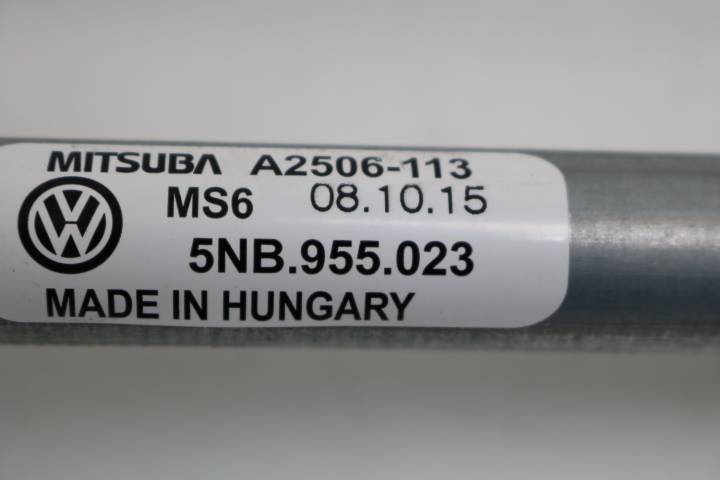 MITSUBA A2506-113
MS6 08.10.15
5NB.955.023
MADE IN HUNGARY